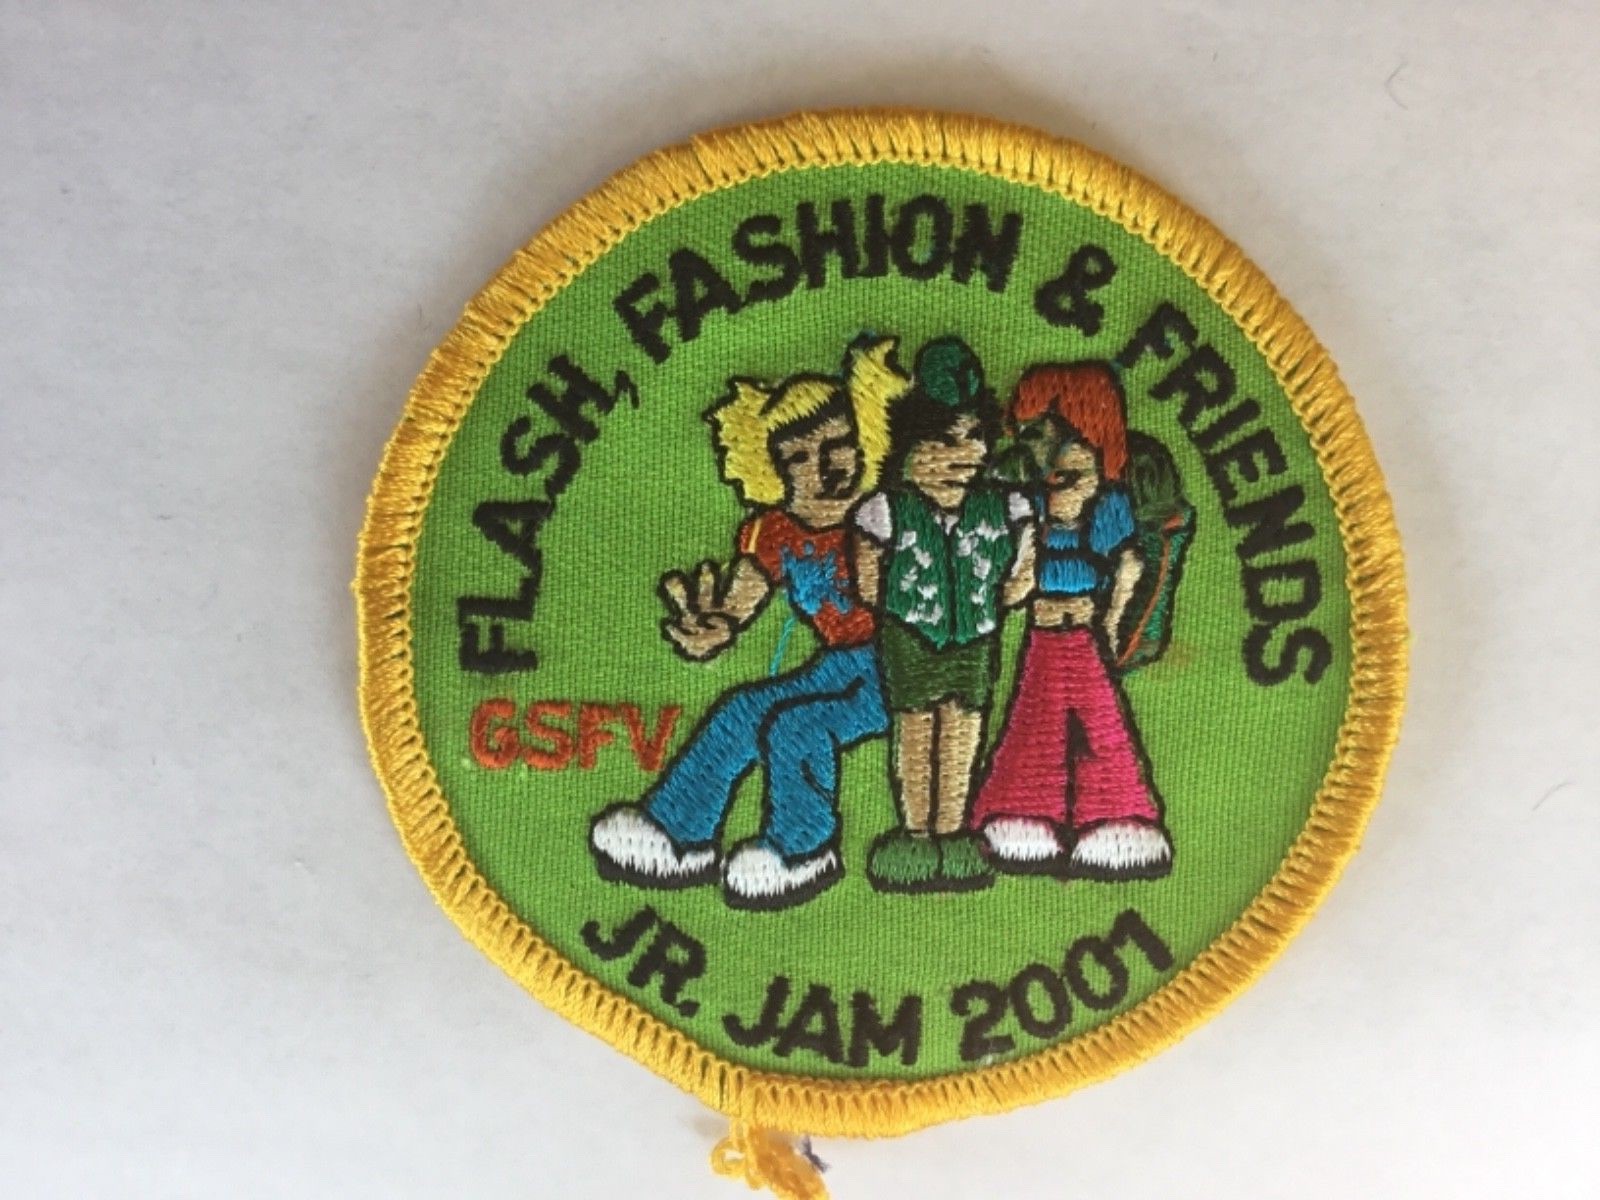 FLASH, FASHION & FRIENDS
GSFV
JR. JAM 2001